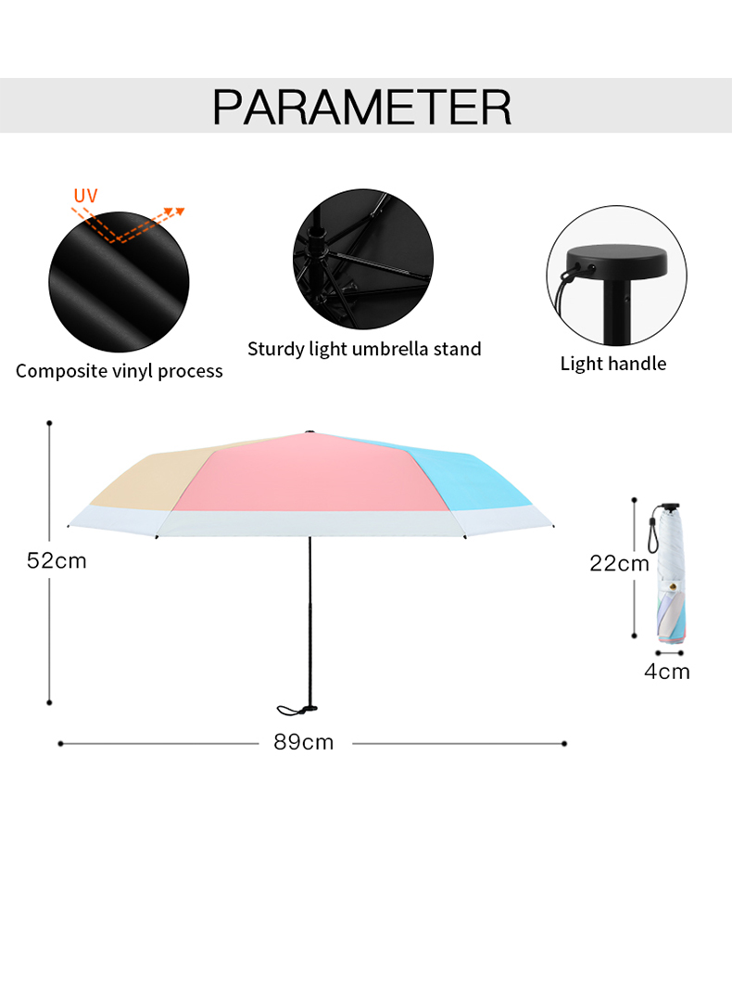 PARAMETER
UV
Composite vinyl process
Sturdy light umbrella stand
Light handle
52cm
89cm
22cm
4cm